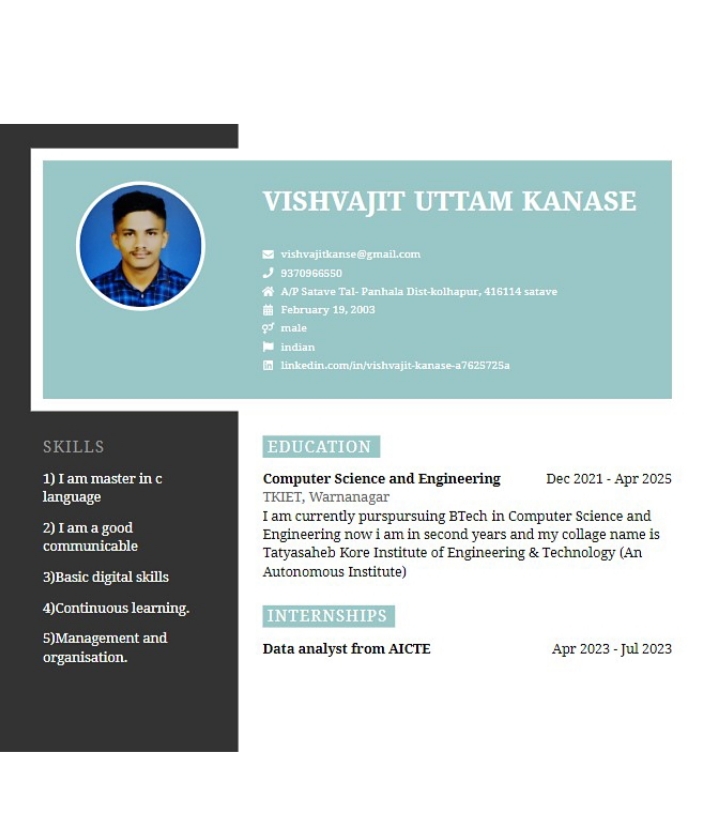 VISHVAJIT UTTAM KANASE
vishvajitkanse@gmail.com
9370966550
A/P Satave Tal- Panhala Dist-kolhapur, 416114 satave
February 19, 2003
male
indian
linkedin.com/in/vishvajit-kanase-a7625725a
SKILLS
1) I am master in c
language
2) I am a good
communicable
3)Basic digital skills
4)Continuous learning.
5)Management and
organisation.
EDUCATION
Computer Science and Engineering Dec 2021 - Apr 2025
TKIET, Warnanagar
I am currently purspursuing BTech in Computer Science and
Engineering now i am in second years and my collage name is
Tatyasaheb Kore Institute of Engineering & Technology (An
Autonomous Institute)
INTERNSHIPS
Data analyst from AICTE Apr 2023 - Jul 2023